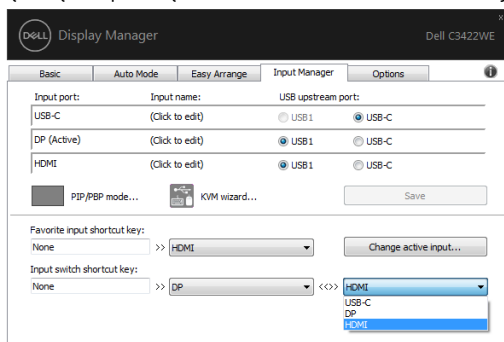 DELL Display Manager Dell C3422WE
Basic Auto Mode Easy Arrange Input Manager Options
Input port: Input name: USB upstream port:
USB-C (Click to edit) USB1 USB-C
DP (Active) (Click to edit) USB1 USB-C
HDMI (Click to edit) USB1 USB-C
PIP/PBP mode... KVM wizard... Save
Favorite input shortcut key:
None >> HDMI Change active input...
Input switch shortcut key:
None >> DP <<>> HDMI
USB-C
DP
HDMI